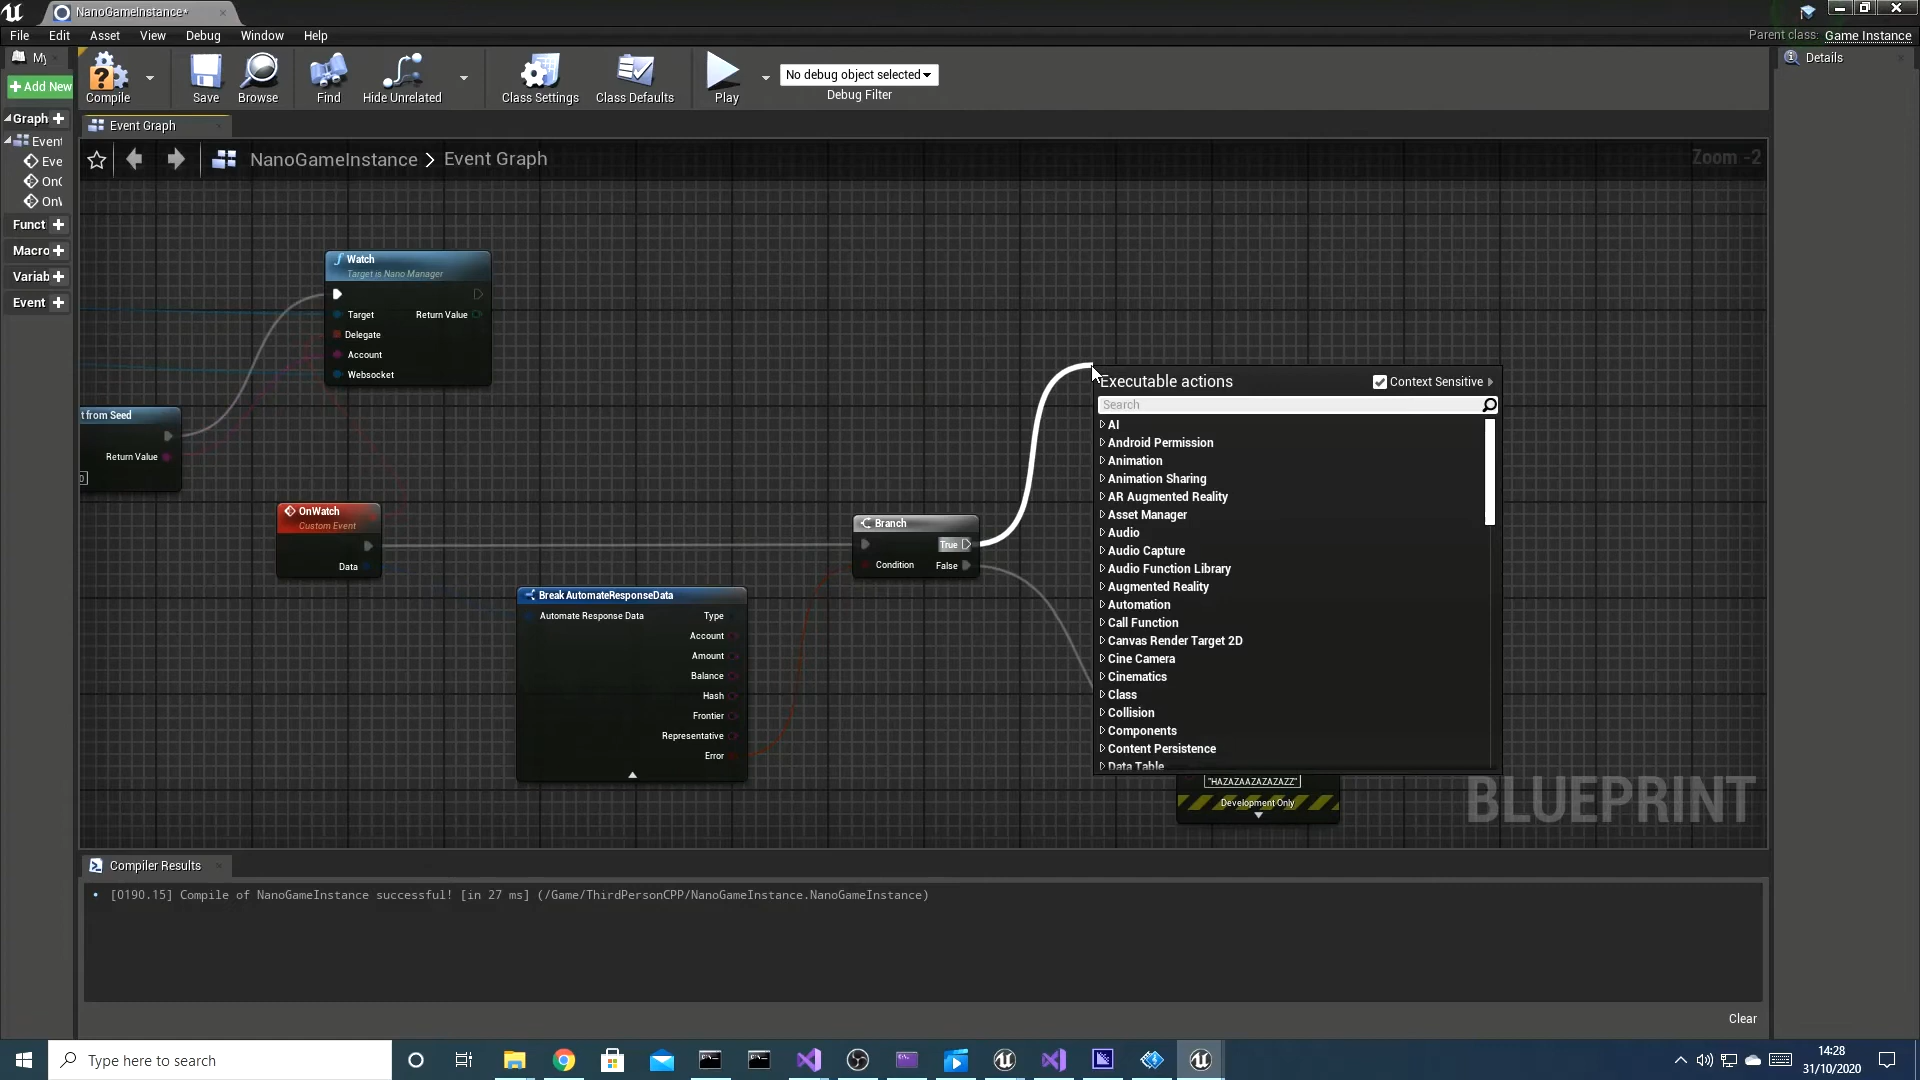 NanoGameInstance*
File Edit Asset View Debug Window Help
Parent class: Game Instance
My
Add New
Compile
Save
Browse
Find
Hide Unrelated
Class Settings
Class Defaults
Play
No debug object selected
Debug Filter
Details
Graph
Event
Eve
OnC
OnW
Funct
Macro
Variab
Event
Event Graph
NanoGameInstance > Event Graph
Zoom -2
Watch
Target is Nano Manager
Target
Return Value
Delegate
Account
Websocket
t from Seed
Return Value
0
OnWatch
Custom Event
Data
Break AutomateResponseData
Automate Response Data
Type
Account
Amount
Balance
Hash
Frontier
Representative
Error
Branch
True
Condition
False
Executable actions
Context Sensitive
Search
AI
Android Permission
Animation
Animation Sharing
AR Augmented Reality
Asset Manager
Audio
Audio Capture
Audio Function Library
Augmented Reality
Automation
Call Function
Canvas Render Target 2D
Cine Camera
Cinematics
Class
Collision
Components
Content Persistence
Data Table
"HAZAZAAZAZAZAZZ"
Development Only
BLUEPRINT
Compiler Results
[0190.15] Compile of NanoGameInstance successful! [in 27 ms] (/Game/ThirdPersonCPP/NanoGameInstance.NanoGameInstance)
Clear
Type here to search
14:28
31/10/2020